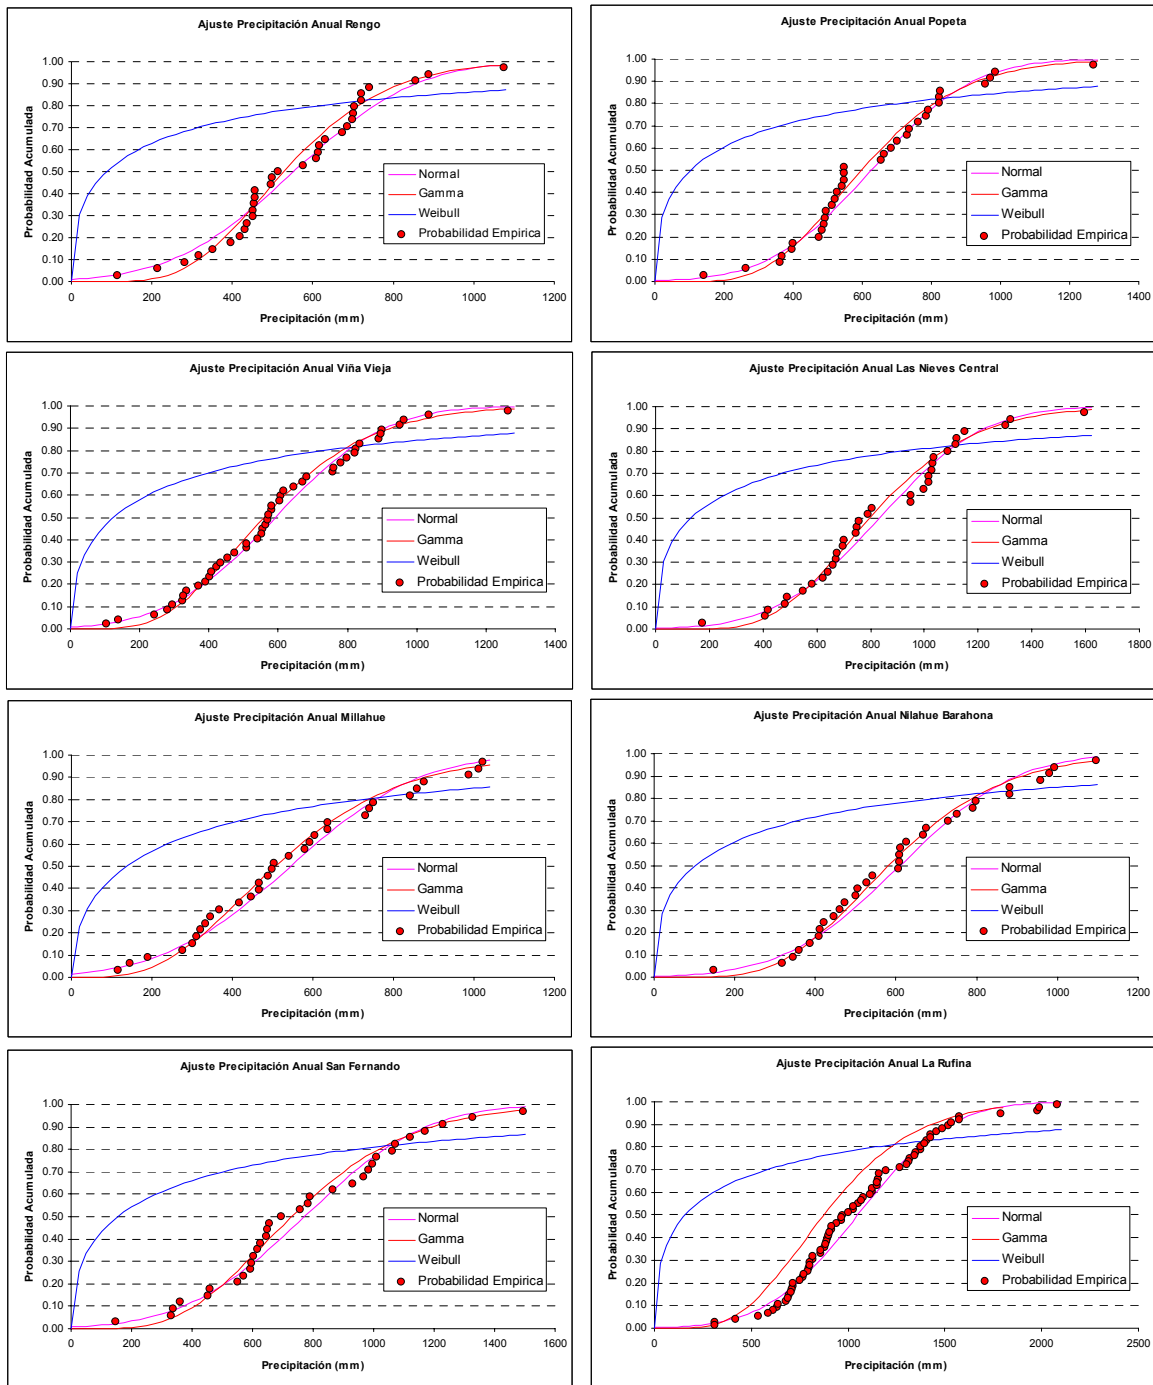 Ajuste Precipitación Anual Rengo
Probabilidad Acumulada
1.00
0.90
0.80
0.70
0.60
0.50
0.40
0.30
0.20
0.10
0.00
0 200 400 600 800 1000 1200
Precipitación (mm)
Normal
Gamma
Weibull
Probabilidad Empirica
Ajuste Precipitación Anual Popeta
Probabilidad Acumulada
1.00
0.90
0.80
0.70
0.60
0.50
0.40
0.30
0.20
0.10
0.00
0 200 400 600 800 1000 1200 1400
Precipitación (mm)
Normal
Gamma
Weibull
Probabilidad Empirica
Ajuste Precipitación Anual Viña Vieja
Probabilidad Acumulada
1.00
0.90
0.80
0.70
0.60
0.50
0.40
0.30
0.20
0.10
0.00
0 200 400 600 800 1000 1200 1400
Precipitación (mm)
Normal
Gamma
Weibull
Probabilidad Empirica
Ajuste Precipitación Anual Las Nieves Central
Probabilidad Acumulada
1.00
0.90
0.80
0.70
0.60
0.50
0.40
0.30
0.20
0.10
0.00
0 200 400 600 800 1000 1200 1400 1600 1800
Precipitación (mm)
Normal
Gamma
Weibull
Probabilidad Empirica
Ajuste Precipitación Anual Millahue
Probabilidad Acumulada
1.00
0.90
0.80
0.70
0.60
0.50
0.40
0.30
0.20
0.10
0.00
0 200 400 600 800 1000 1200
Precipitación (mm)
Normal
Gamma
Weibull
Probabilidad Empirica
Ajuste Precipitación Anual Nilahue Barahona
Probabilidad Acumulada
1.00
0.90
0.80
0.70
0.60
0.50
0.40
0.30
0.20
0.10
0.00
0 200 400 600 800 1000 1200
Precipitación (mm)
Normal
Gamma
Weibull
Probabilidad Empirica
Ajuste Precipitación Anual San Fernando
Probabilidad Acumulada
1.00
0.90
0.80
0.70
0.60
0.50
0.40
0.30
0.20
0.10
0.00
0 200 400 600 800 1000 1200 1400 1600
Precipitación (mm)
Normal
Gamma
Weibull
Probabilidad Empirica
Ajuste Precipitación Anual La Rufina
Probabilidad Acumulada
1.00
0.90
0.80
0.70
0.60
0.50
0.40
0.30
0.20
0.10
0.00
0 500 1000 1500 2000 2500
Precipitación (mm)
Normal
Gamma
Weibull
Probabilidad Empirica